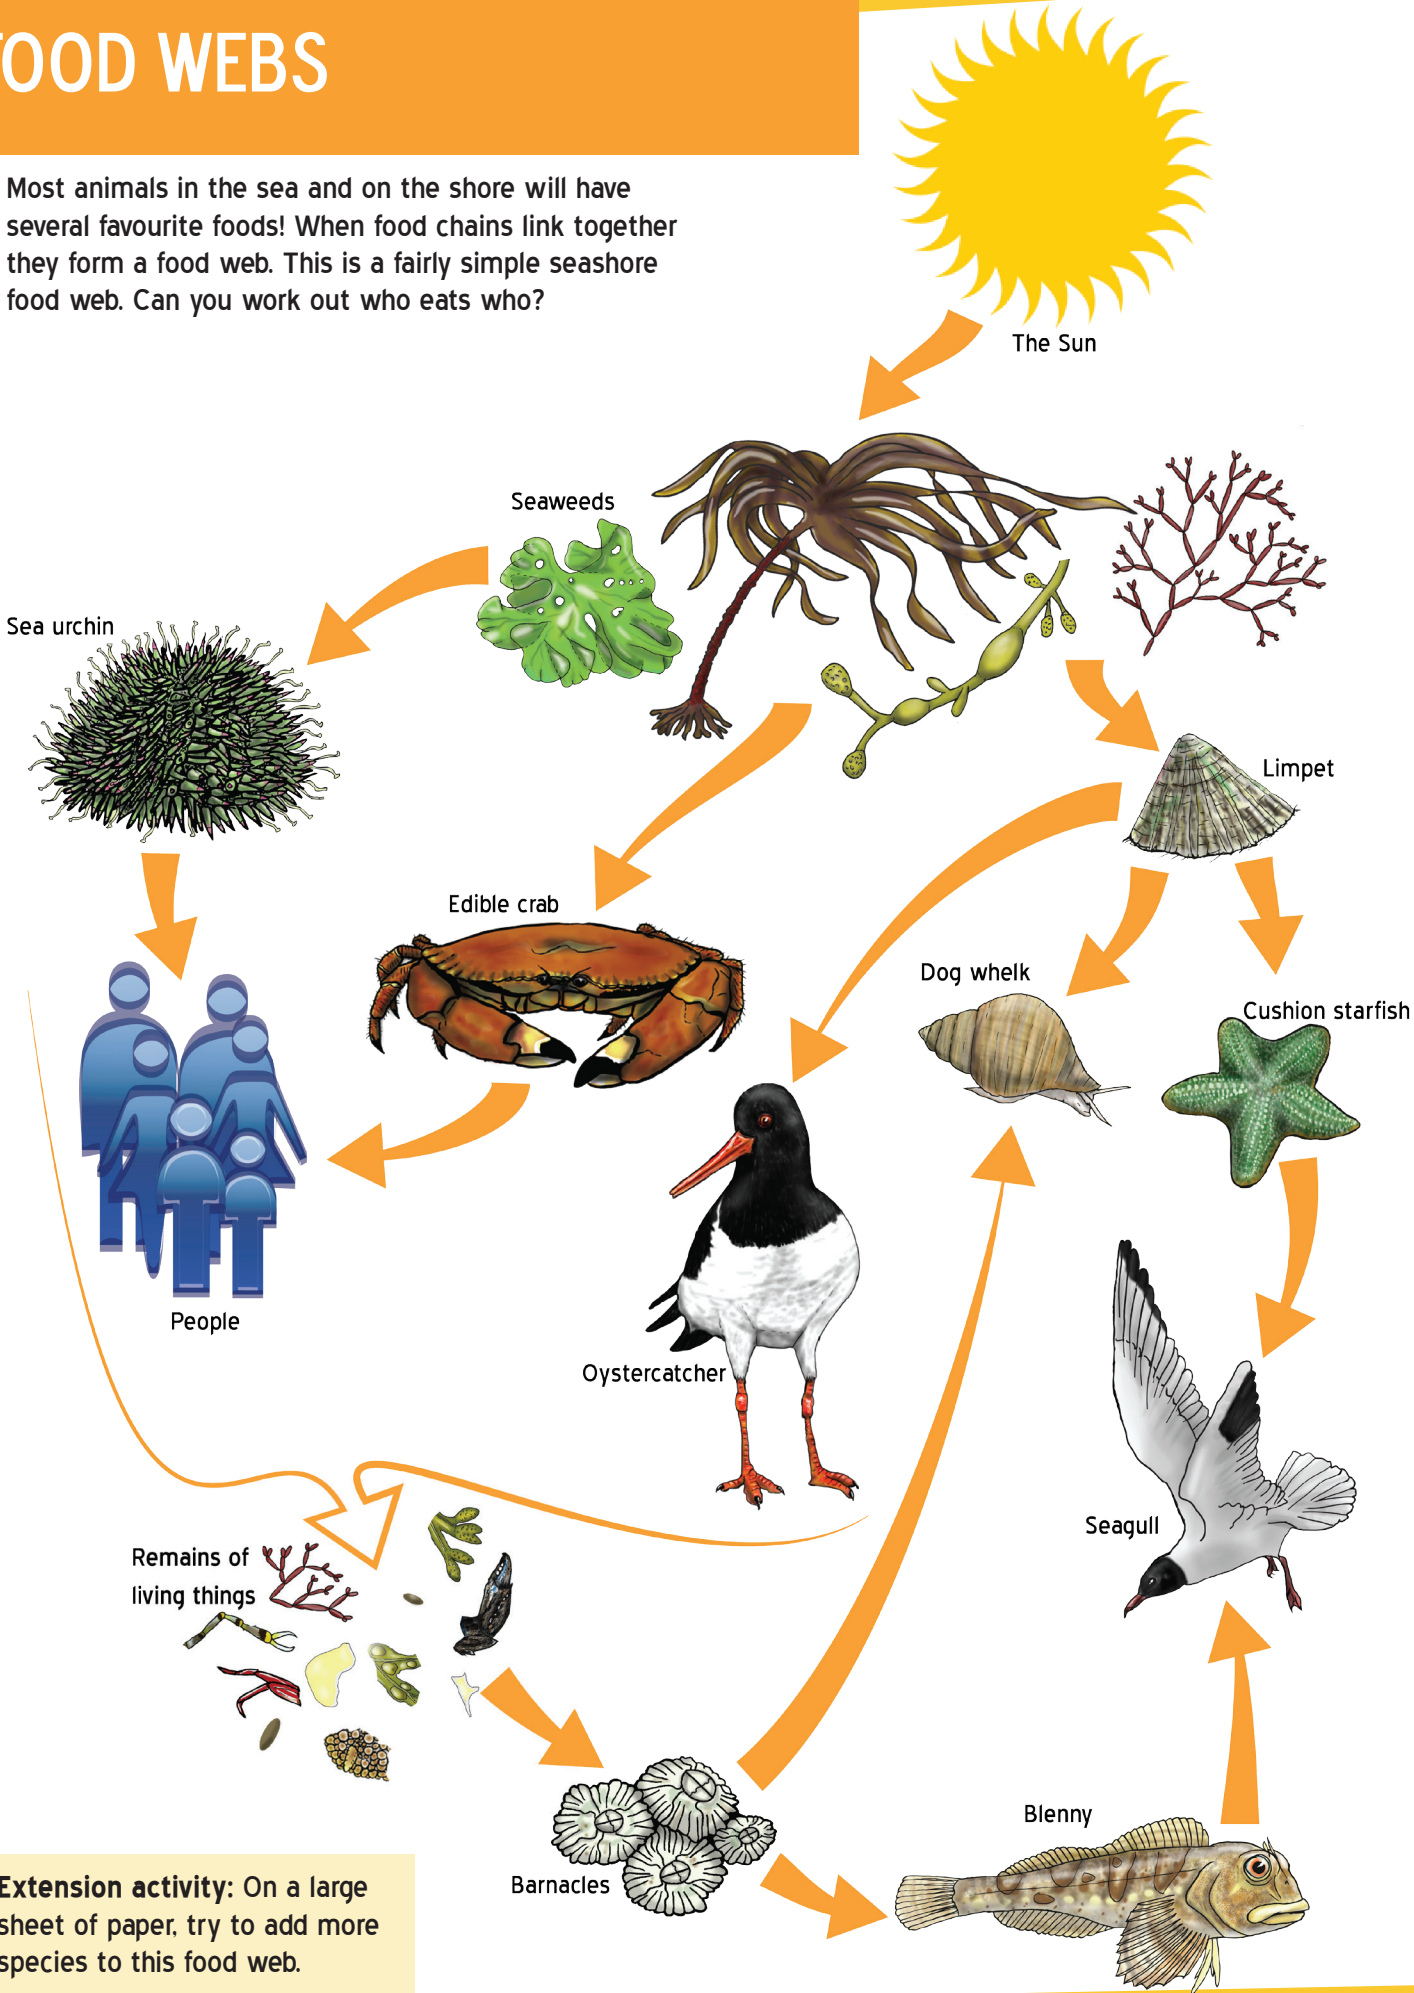 OOD WEBS
Most animals in the sea and on the shore will have
several favourite foods! When food chains link together
they form a food web. This is a fairly simple seashore
food web. Can you work out who eats who?
The Sun
Seaweeds
Sea urchin
Limpet
Edible crab
Dog whelk
Cushion starfish
People
Oystercatcher
Seagull
Remains of
living things
Blenny
Barnacles
Extension activity: On a large
sheet of paper, try to add more
species to this food web.